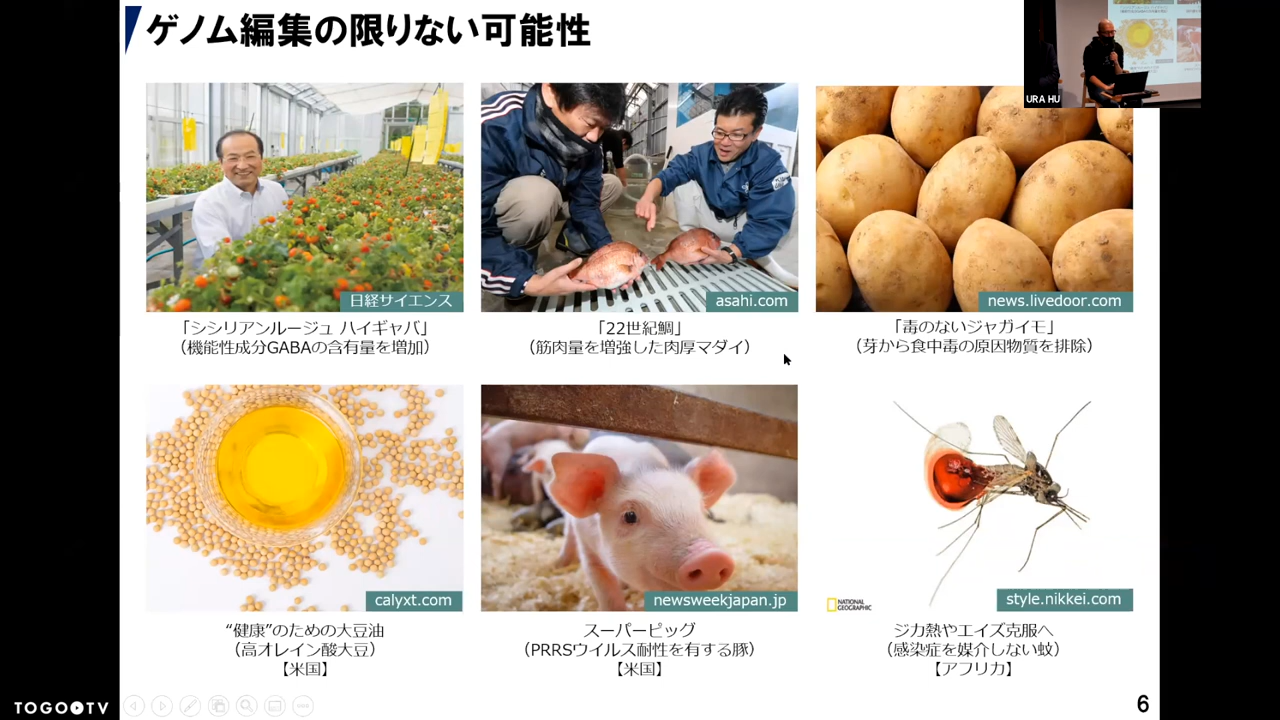 ゲノム編集の限りない可能性
URA HU
日経サイエンス
asahi.com
news.livedoor.com
「シシリアンルージュ ハイギャバ」
（機能性成分GABAの含有量を増加）
「22世紀鯛」
（筋肉量を増強した肉厚マダイ）
「毒のないジャガイモ」
（芽から食中毒の原因物質を排除）
calyxt.com
newsweekjapan.jp
NATIONAL
GEOGRAPHIC
style.nikkei.com
“健康”のための大豆油
（高オレイン酸大豆）
【米国】
スーパーピッグ
（PRRSウイルス耐性を有する豚）
【米国】
ジカ熱やエイズ克服へ
（感染症を媒介しない蚊）
【アフリカ】
TOGOTV
6